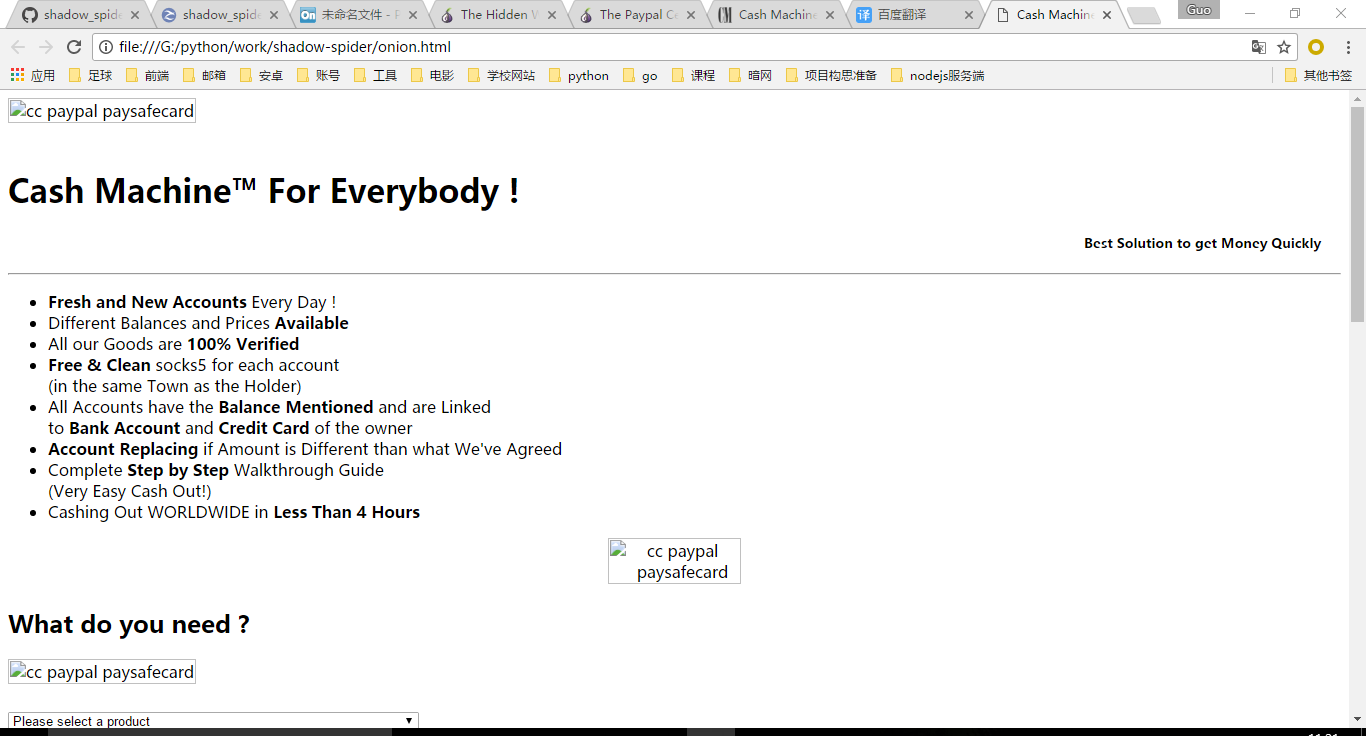 shadow_spide
shadow_spide
未命名文件 - P
The Hidden W
The Paypal Ce
Cash Machine
百度翻译
Cash Machine
Guo
file:///G:/python/work/shadow-spider/onion.html
应用 足球 前端 邮箱 安卓 账号 工具 电影 学校网站 python go 课程 暗网 项目构思准备 nodejs服务端 其他书签
cc paypal paysafecard
Cash Machine™ For Everybody !
Best Solution to get Money Quickly
Fresh and New Accounts Every Day !
Different Balances and Prices Available
All our Goods are 100% Verified
Free & Clean socks5 for each account
(in the same Town as the Holder)
All Accounts have the Balance Mentioned and are Linked
to Bank Account and Credit Card of the owner
Account Replacing if Amount is Different than what We've Agreed
Complete Step by Step Walkthrough Guide
(Very Easy Cash Out!)
Cashing Out WORLDWIDE in Less Than 4 Hours
cc paypal
paysafecard
What do you need ?
cc paypal paysafecard
Please select a product